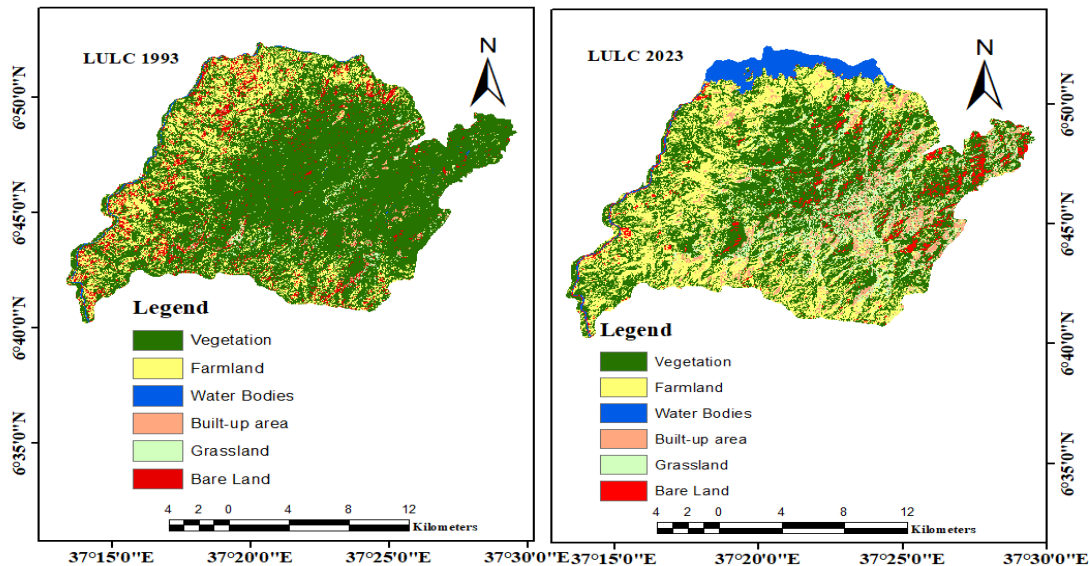 LULC 1993
N
6°50'0"N
6°45'0"N
6°40'0"N
6°35'0"N
Legend
Vegetation
Farmland
Water Bodies
Built-up area
Grassland
Bare Land
4 2 0 4 8 12
Kilometers
37°15'0"E 37°20'0"E 37°25'0"E 37°30'0"E
LULC 2023
N
6°50'0"N
6°45'0"N
6°40'0"N
6°35'0"N
Legend
Vegetation
Farmland
Water Bodies
Built-up area
Grassland
Bare Land
4 2 0 4 8 12
Kilometers
37°15'0"E 37°20'0"E 37°25'0"E 37°30'0"E